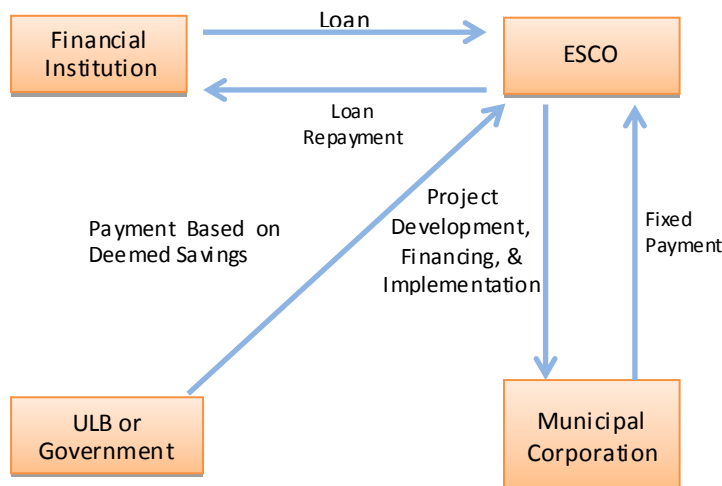 Loan
Financial
Institution
ESCO
Loan
Repayment
Payment Based on
Deemed Savings
Project
Development,
Financing, &
Implementation
Fixed
Payment
ULB or
Government
Municipal
Corporation